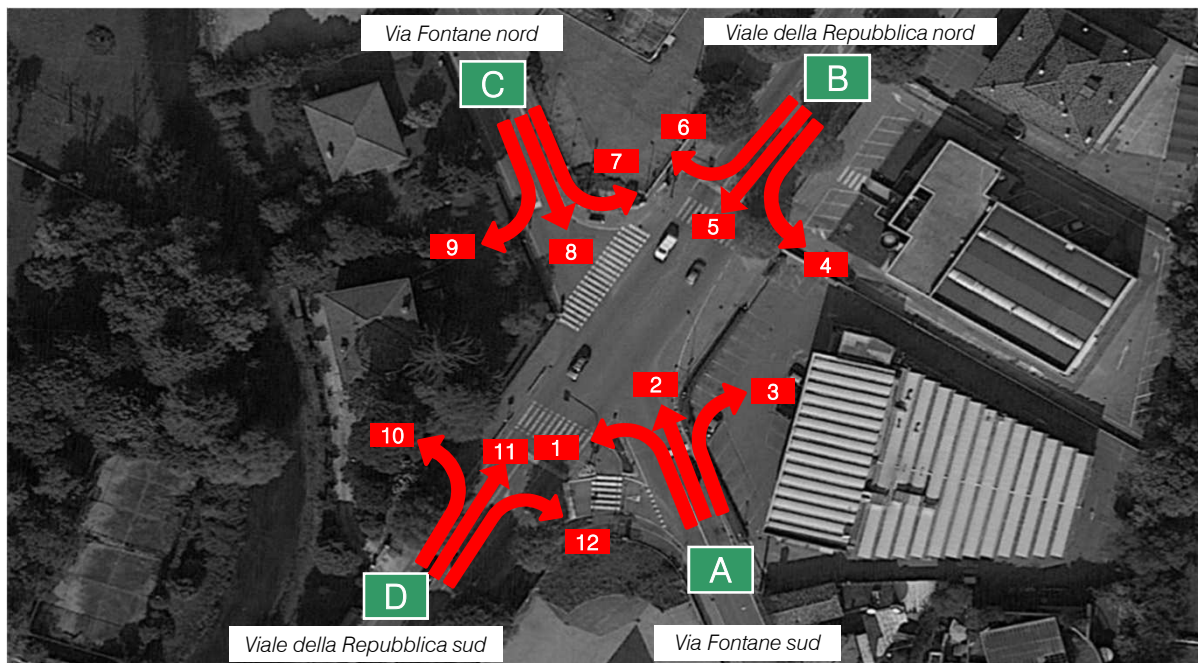 Via Fontane nord
Viale della Repubblica nord
C
B
6
7
5
9
8
4
2
3
10
11
1
12
A
D
Viale della Repubblica sud
Via Fontane sud